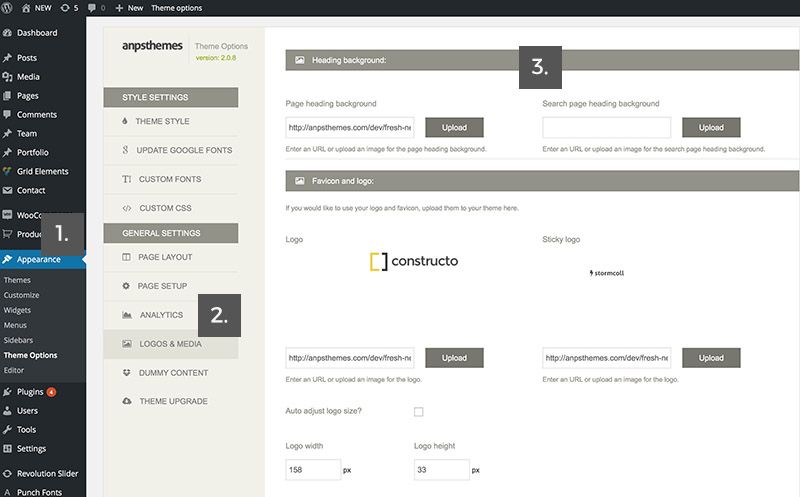 NEW 5 0 New Theme options
Dashboard
Posts
Media
Pages
Comments
Team
Portfolio
Grid Elements
Contact
Produc
1.
Appearance
Themes
Customize
Widgets
Menus
Sidebars
Theme Options
Editor
Plugins 4
Users
Tools
Settings
Revolution Slider
Punch Fonts
anpsthemes Theme Options
version: 2.0.8
STYLE SETTINGS
THEME STYLE
UPDATE GOOGLE FONTS
CUSTOM FONTS
CUSTOM CSS
GENERAL SETTINGS
PAGE LAYOUT
PAGE SETUP
ANALYTICS
2.
LOGOS & MEDIA
DUMMY CONTENT
THEME UPGRADE
Heading background:
3.
Page heading background Search page heading background
http://anpsthemes.com/dev/fresh-ne Upload Upload
Enter an URL or upload an image for the page heading background. Enter an URL or upload an image for the search page heading background.
Favicon and logo:
If you would like to use your logo and favicon, upload them to your theme here.
Logo Sticky logo
constructo
stormcoll
http://anpsthemes.com/dev/fresh-ne Upload http://anpsthemes.com/dev/fresh-ne Upload
Enter an URL or upload an image for the logo. Enter an URL or upload an image for the logo.
Auto adjust logo size?
Logo width Logo height
158 px 33 px